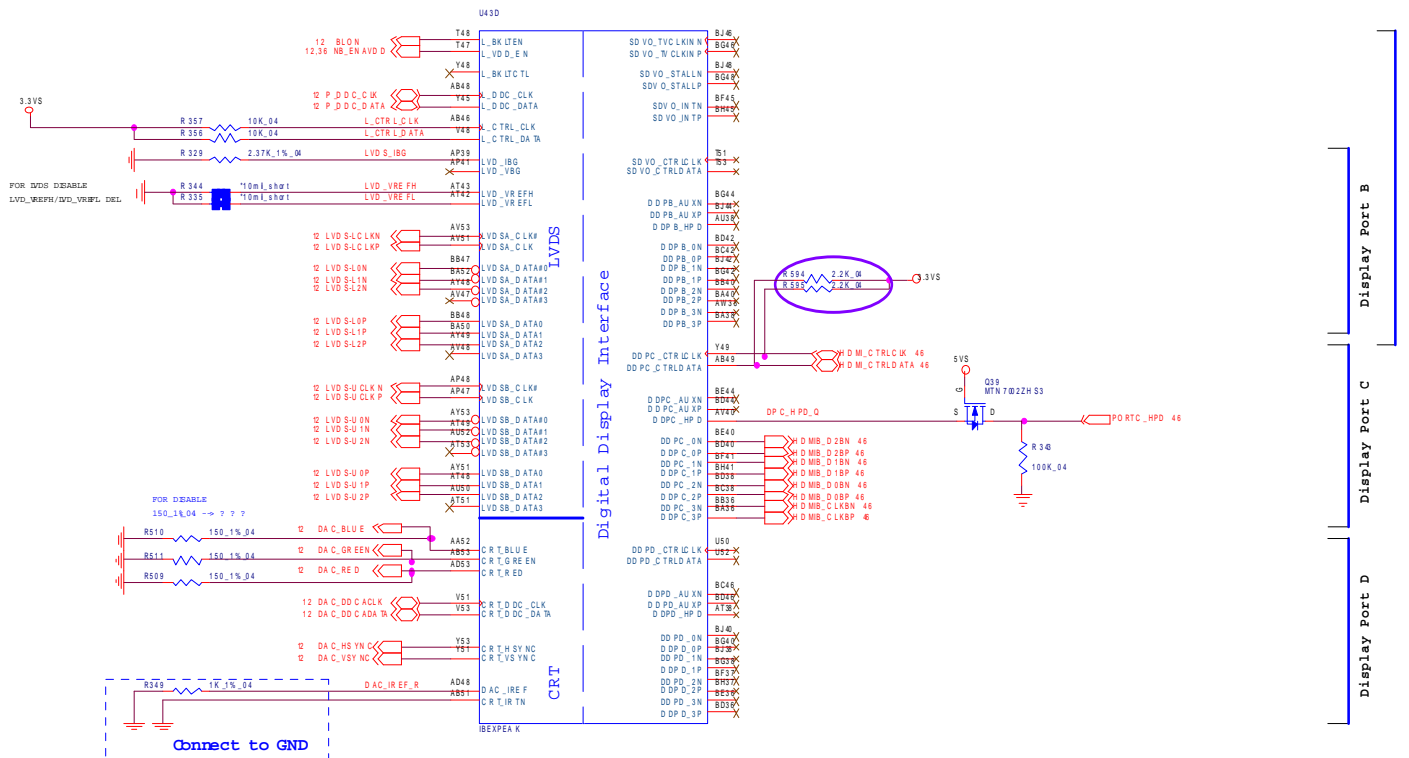 U43D
12 BLON
12,36 NB_ENAVDD
12 P_DDC_CLK
12 P_DDC_DATA
3.3VS
R357 10K_04 L_CTRL_CLK
R356 10K_04 L_CTRL_DATA
R329 2.37K_1%_04 LVDS_IBG
FOR LVDS DISABLE
LVD_VREFH/LVD_VREFL DEL
R344 *10mil_short LVD_VREFH
R335 *10mil_short LVD_VREFL
12 LVDS-LCLKN
12 LVDS-LCLKP
12 LVDS-L0N
12 LVDS-L1N
12 LVDS-L2N
12 LVDS-L0P
12 LVDS-L1P
12 LVDS-L2P
12 LVDS-UCLKN
12 LVDS-UCLKP
12 LVDS-U0N
12 LVDS-U1N
12 LVDS-U2N
12 LVDS-U0P
12 LVDS-U1P
12 LVDS-U2P
FOR DISABLE
150_1%_04 --> ? ? ?
R510 150_1%_04 12 DAC_BLUE
R511 150_1%_04 12 DAC_GREEN
R509 150_1%_04 12 DAC_RED
12 DAC_DDCACLK
12 DAC_DDCADATA
12 DAC_HSYNC
12 DAC_VSYNC
R349 1K_1%_04 DAC_IREF_R
Connect to GND
T48 L_BKLTEN
T47 L_VDD_EN
Y48 L_BKLTCTL
AB48 L_DDC_CLK
Y45 L_DDC_DATA
AB46 L_CTRL_CLK
V48 L_CTRL_DATA
AP39 LVD_IBG
AP41 LVD_VBG
AT43 LVD_VREFH
AT42 LVD_VREFL
AV53 LVDSA_CLK#
AV51 LVDSA_CLK
BB47 LVDSA_DATA#0
BA52 LVDSA_DATA#1
AY48 LVDSA_DATA#2
AV47 LVDSA_DATA#3
BB48 LVDSA_DATA0
BA50 LVDSA_DATA1
AY49 LVDSA_DATA2
AV48 LVDSA_DATA3
AP48 LVDSB_CLK#
AP47 LVDSB_CLK
AY53 LVDSB_DATA#0
AT49 LVDSB_DATA#1
AU52 LVDSB_DATA#2
AT53 LVDSB_DATA#3
AY51 LVDSB_DATA0
AT48 LVDSB_DATA1
AU50 LVDSB_DATA2
AT51 LVDSB_DATA3
AA52 CRT_BLUE
AB53 CRT_GREEN
AD53 CRT_RED
V51 CRT_DDC_CLK
V53 CRT_DDC_DATA
Y53 CRT_HSYNC
Y51 CRT_VSYNC
AD48 DAC_IREF
AB51 CRT_IRTN
IBEXPEAK
LVDS
CRT
Digital Display Interface
SDVO_TVCLKINN BJ46
SDVO_TVCLKINP BG46
SDVO_STALLN BJ48
SDVO_STALLP BG48
SDVO_INTN BF45
SDVO_INTP BH45
SDVO_CTRLCLK T51
SDVO_CTRLDATA T53
DDPB_AUXN BG44
DDPB_AUXP BJ44
DDPB_HPD AU38
DDPB_0N BD42
DDPB_0P BC42
DDPB_1N BJ42
DDPB_1P BG42
DDPB_2N BB40
DDPB_2P BA40
DDPB_3N AW38
DDPB_3P BA38
DDPC_CTRLCLK Y49
DDPC_CTRLDATA AB49
DDPC_AUXN BE44
DDPC_AUXP BD44
DDPC_HPD AV40
DDPC_0N BE40
DDPC_0P BD40
DDPC_1N BF41
DDPC_1P BH41
DDPC_2N BD38
DDPC_2P BC38
DDPC_3N BB36
DDPC_3P BA36
DDPD_CTRLCLK U50
DDPD_CTRLDATA U52
DDPD_AUXN BC46
DDPD_AUXP BD46
DDPD_HPD AT38
DDPD_0N BJ40
DDPD_0P BG40
DDPD_1N BJ38
DDPD_1P BG38
DDPD_2N BF37
DDPD_2P BH37
DDPD_3N BE36
DDPD_3P BD36
R594 2.2K_04
R595 2.2K_04
3.3VS
HDMI_CTRLCLK 46
HDMI_CTRLDATA 46
5VS
Q39
MTN7002ZHS3
G
S D
DPC_HPD_Q
PORTC_HPD 46
R343
100K_04
HDMIB_D2BN 46
HDMIB_D2BP 46
HDMIB_D1BN 46
HDMIB_D1BP 46
HDMIB_D0BN 46
HDMIB_D0BP 46
HDMIB_CLKBN 46
HDMIB_CLKBP 46
Display Port B
Display Port C
Display Port D